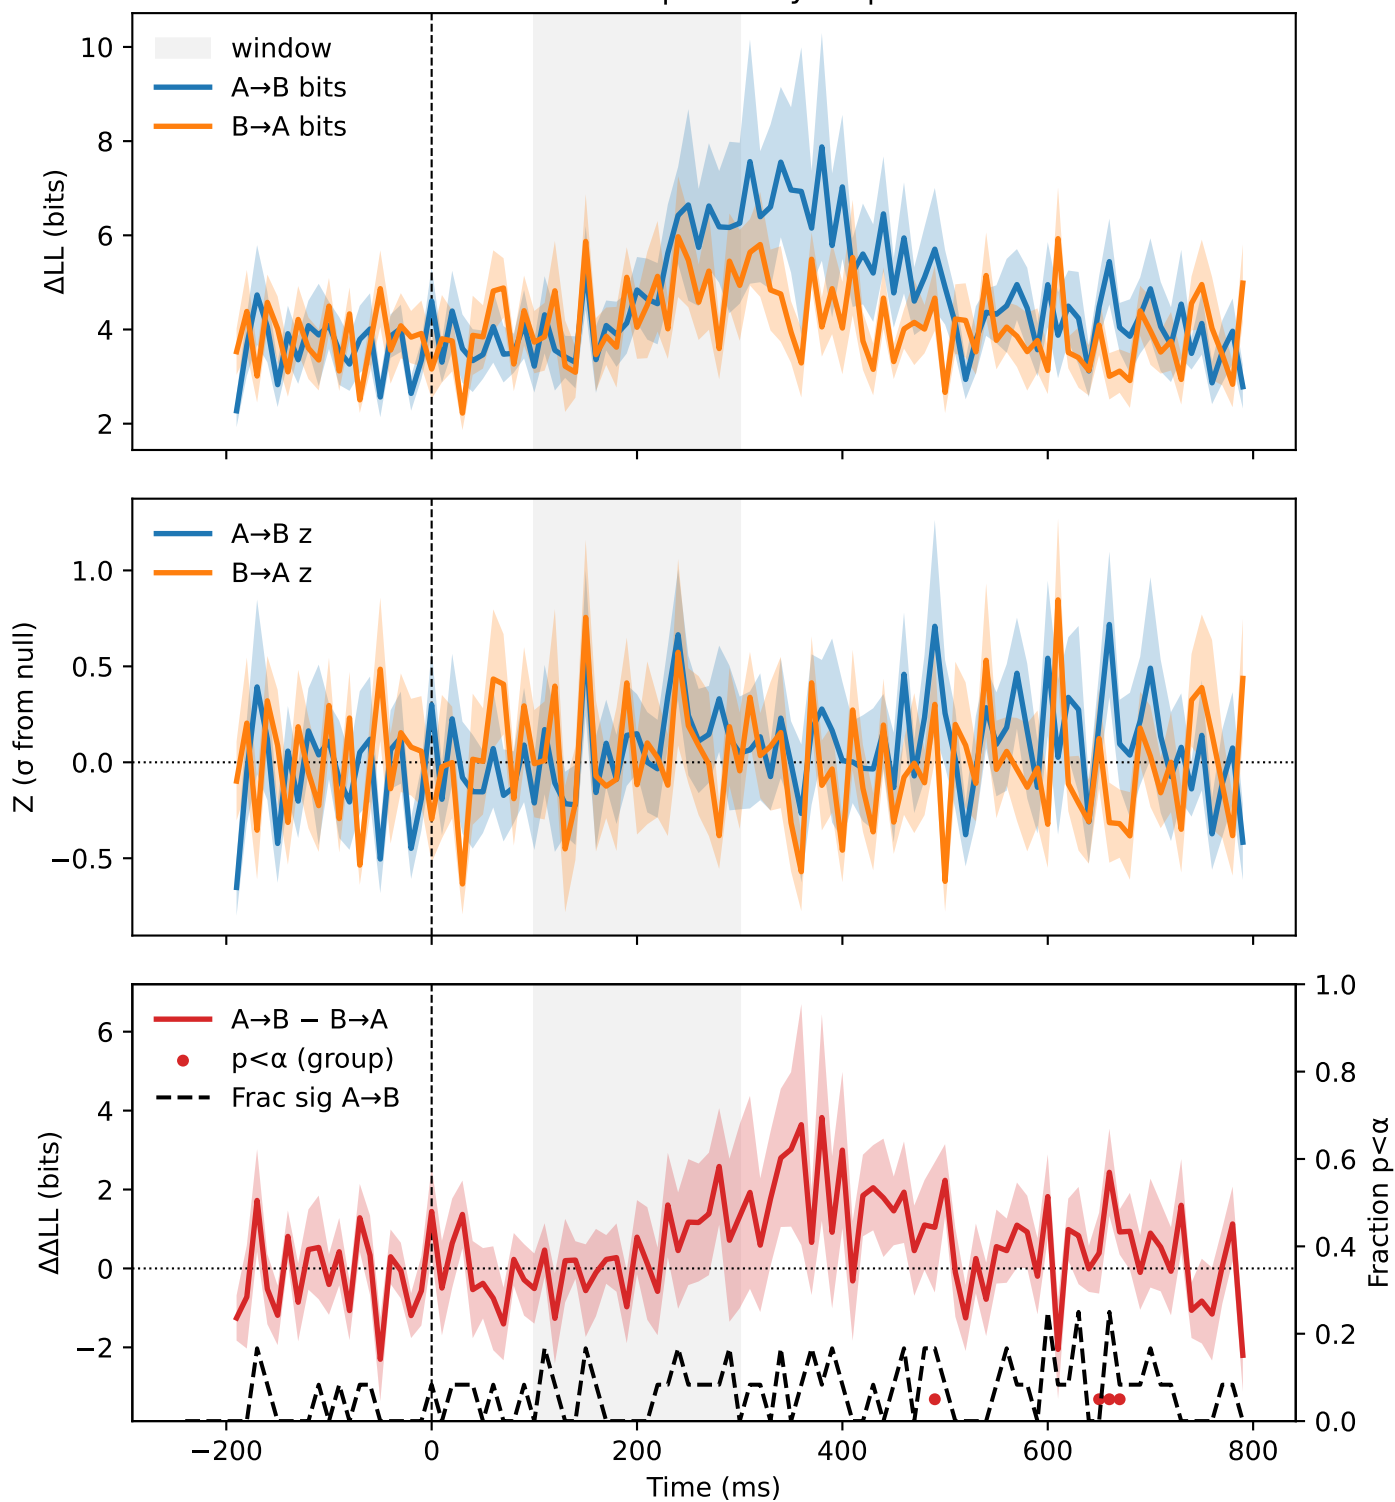 window
A→B bits
B→A bits
10
8
6
4
2
ΔLL (bits)
A→B z
B→A z
1.0
0.5
0.0
−0.5
Z (σ from null)
A→B − B→A
p<α (group)
Frac sig A→B
6
4
2
0
−2
ΔΔLL (bits)
1.0
0.8
0.6
0.4
0.2
0.0
Fraction p<α
−200 0 200 400 600 800
Time (ms)